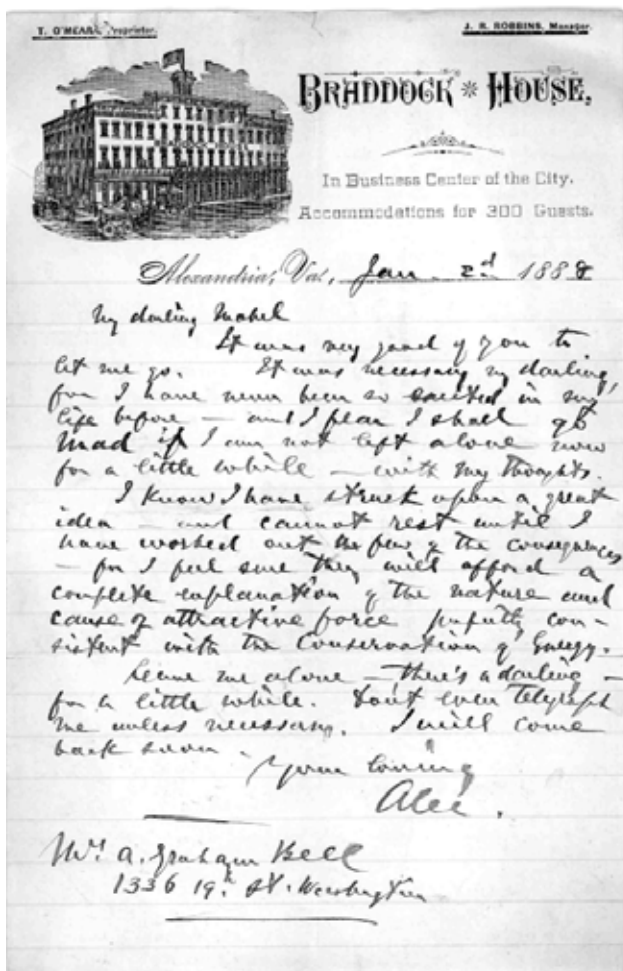 T. O'MEARA, Proprietor.
J. R. ROBBINS, Manager.
BRADDOCK HOUSE,
BRADDOCK HOUSE
In Business Center of the City.
Accommodations for 300 Guests.
Alexandria, Va., Jan. 2d 1888
My darling Mabel
It was very good of you to
let me go. It was necessary my darling,
for I have never been so excited in my
life before — and I fear I shall go
mad if I am not left alone now
for a little while — with my thoughts.
I know I have struck upon a great
idea — and cannot rest until I
have worked out the few of the consequences
— for I feel sure they will afford a
complete explanation of the nature and
cause of attractive force perfectly con-
sistent with the Conservation of Energy.
Leave me alone — there's a darling —
for a little while. Don't even telegraph
me unless necessary. I will come
back soon.
Your loving
Alec.
Mrs. A. Graham Bell
1336 19th St. Washington